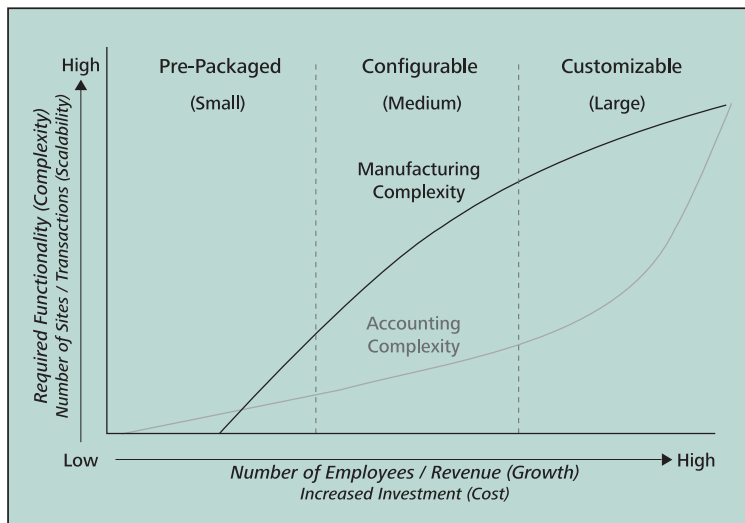 High
Pre-Packaged
(Small)
Configurable
(Medium)
Customizable
(Large)
Required Functionality (Complexity)
Number of Sites / Transactions (Scalability)
Manufacturing
Complexity
Accounting
Complexity
Low
High
Number of Employees / Revenue (Growth)
Increased Investment (Cost)